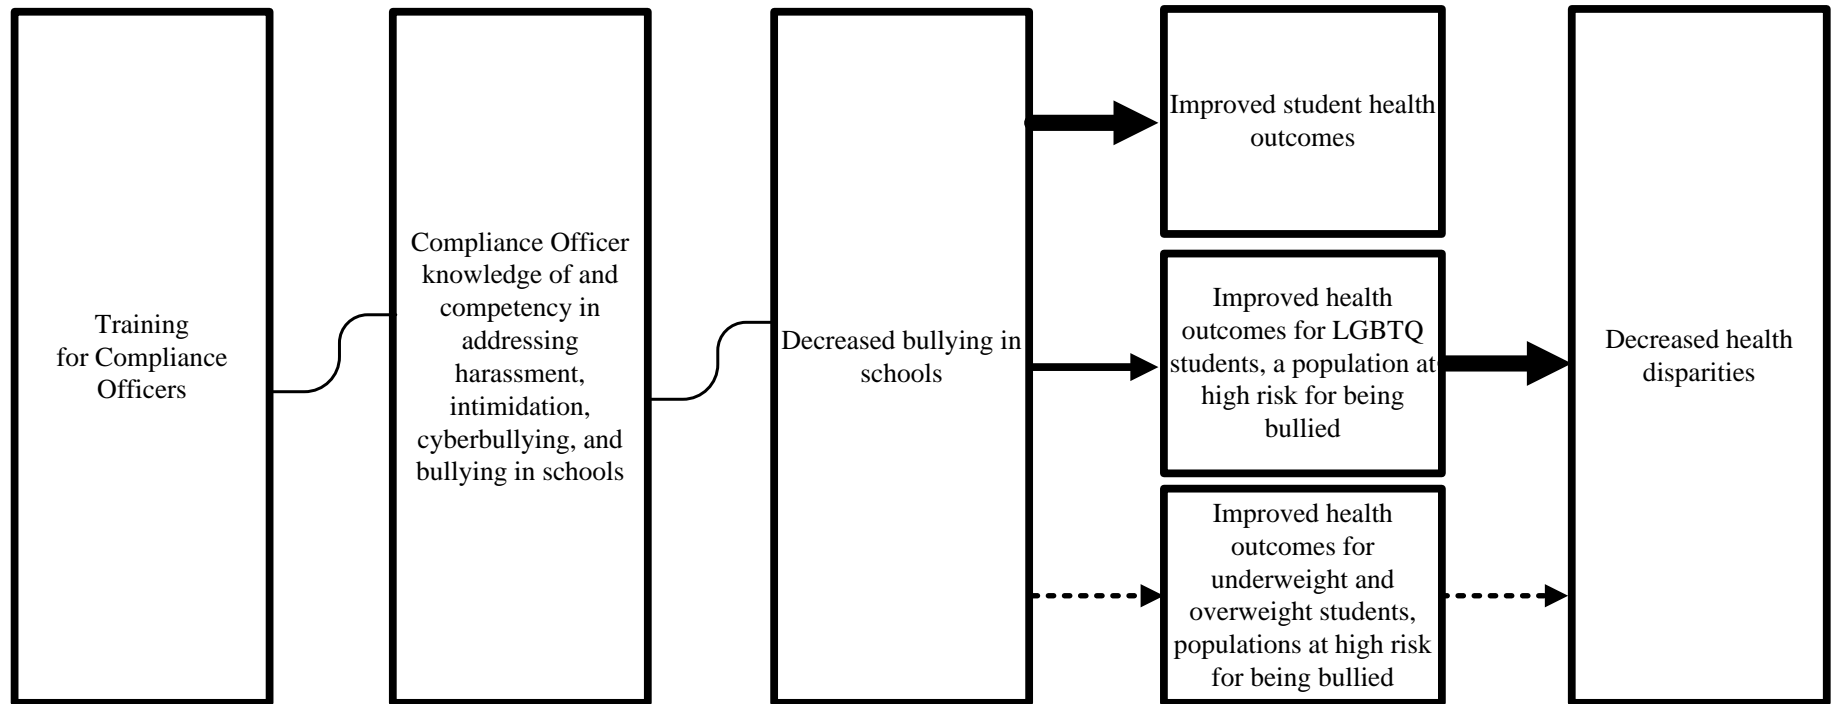 Training
for Compliance
Officers
Compliance Officer
knowledge of and
competency in
addressing
harassment,
intimidation,
cyberbullying, and
bullying in schools
Decreased bullying in
schools
Improved student health
outcomes
Improved health
outcomes for LGBTQ
students, a population at
high risk for being
bullied
Improved health
outcomes for
underweight and
overweight students,
populations at high risk
for being bullied
Decreased health
disparities